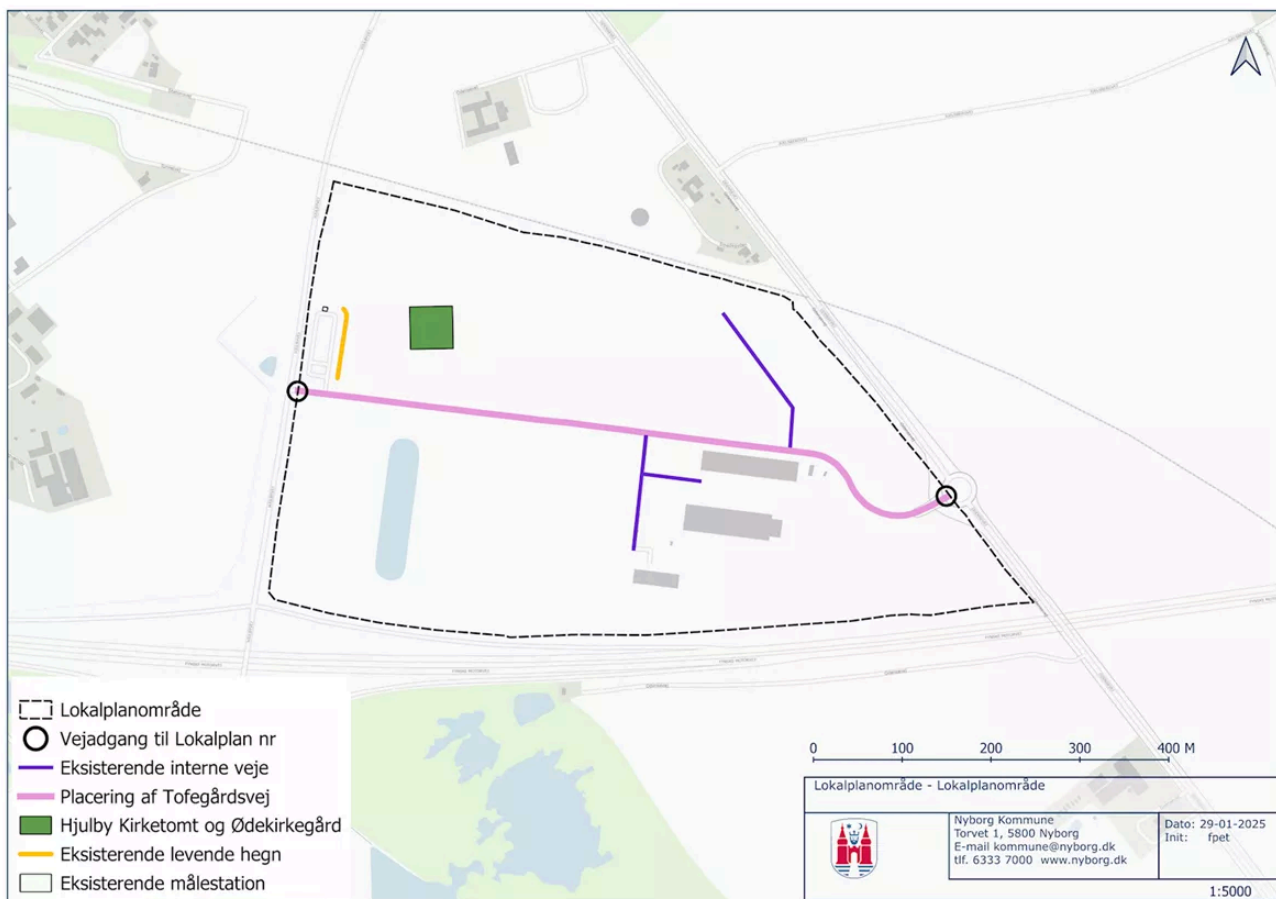 Lokalplanområde
Vejadgang til Lokalplan nr
Eksisterende interne veje
Placering af Tofegårdsvej
Hjulby Kirketomt og Ødekirkegård
Eksisterende levende hegn
Eksisterende målestation
0 100 200 300 400 M
Lokalplanområde - Lokalplanområde
Nyborg Kommune
Torvet 1, 5800 Nyborg
E-mail kommune@nyborg.dk
tlf. 6333 7000 www.nyborg.dk
Dato: 29-01-2025
Init: fpet
1:5000